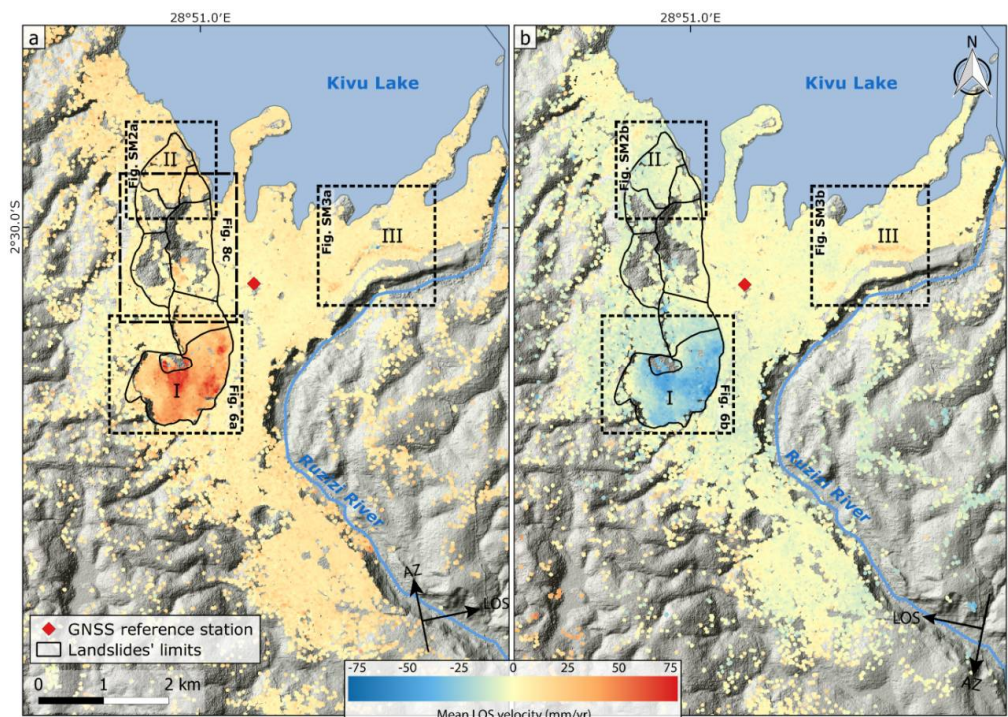 28°51.0'E
28°51.0'E
2°30.0'S
a
Kivu Lake
Fig. SM2a
II
Fig. 8c
Fig. SM3a
III
I
Fig. 6a
Ruzizi River
AZ
LOS
GNSS reference station
Landslides' limits
0 1 2 km
b
N
Kivu Lake
Fig. SM2b
II
Fig. SM3b
III
I
Fig. 6b
Ruzizi River
LOS
AZ
-75 -50 -25 0 25 50 75
Mean LOS velocity (mm/yr)